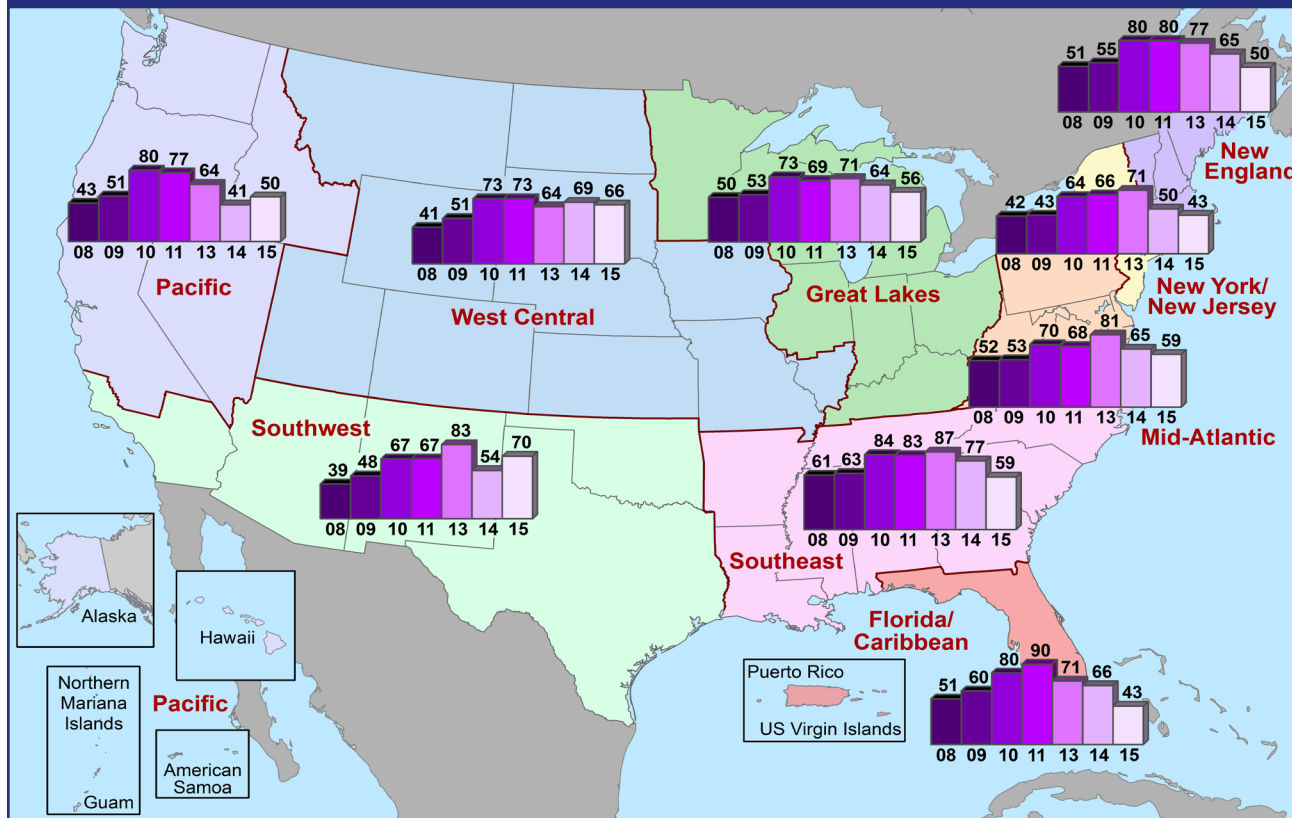 80 80 77
51 55 65 50
08 09 10 11 13 14 15
New
England
80 77
43 51 64 41 50
08 09 10 11 13 14 15
Pacific
73 73
41 51 64 69 66
08 09 10 11 13 14 15
West Central
73 69 71
50 53 64 56
08 09 10 11 13 14 15
Great Lakes
64 66 71
42 43 50 43
08 09 10 11 13 14 15
New York/
New Jersey
70 68 81
52 53 65 59
08 09 10 11 13 14 15
Mid-Atlantic
Southwest
67 67 83
39 48 54 70
08 09 10 11 13 14 15
84 83 87
61 63 77 59
08 09 10 11 13 14 15
Southeast
Florida/
Caribbean
80 90
51 60 71 66 43
08 09 10 11 13 14 15
Alaska
Hawaii
Northern
Mariana
Islands
Guam
Pacific
American
Samoa
Puerto Rico
US Virgin Islands